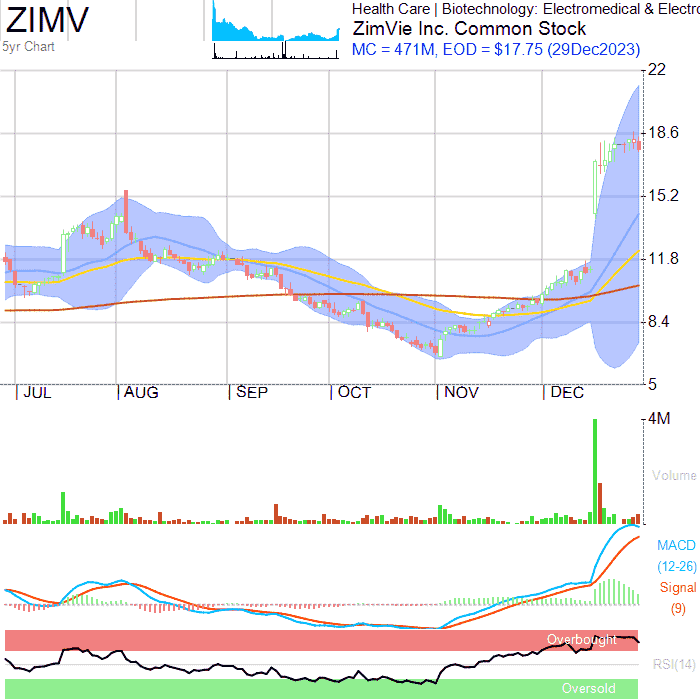 ZIMV
5yr Chart
Health Care | Biotechnology: Electromedical & Electro
ZimVie Inc. Common Stock
MC = 471M, EOD = $17.75 (29Dec2023)
22
18.6
15.2
11.8
8.4
5
JUL AUG SEP OCT NOV DEC
4M
Volume
MACD
(12-26)
Signal
(9)
Overbought
RSI(14)
Oversold